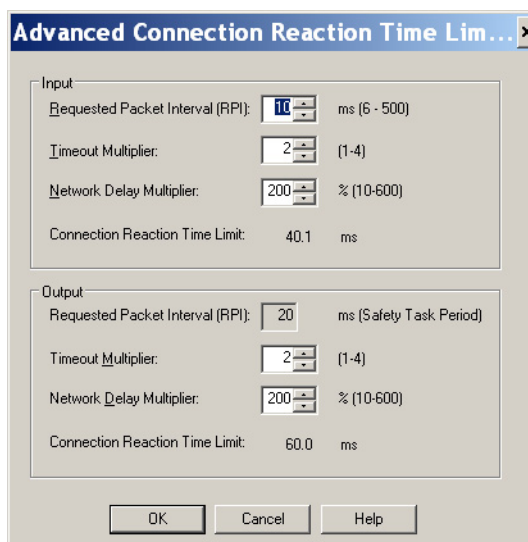 Advanced Connection Reaction Time Lim...
Input
Requested Packet Interval (RPI): 10 ms (6 - 500)
Timeout Multiplier: 2 (1-4)
Network Delay Multiplier: 200 % (10-600)
Connection Reaction Time Limit: 40.1 ms
Output
Requested Packet Interval (RPI): 20 ms (Safety Task Period)
Timeout Multiplier: 2 (1-4)
Network Delay Multiplier: 200 % (10-600)
Connection Reaction Time Limit: 60.0 ms
OK Cancel Help